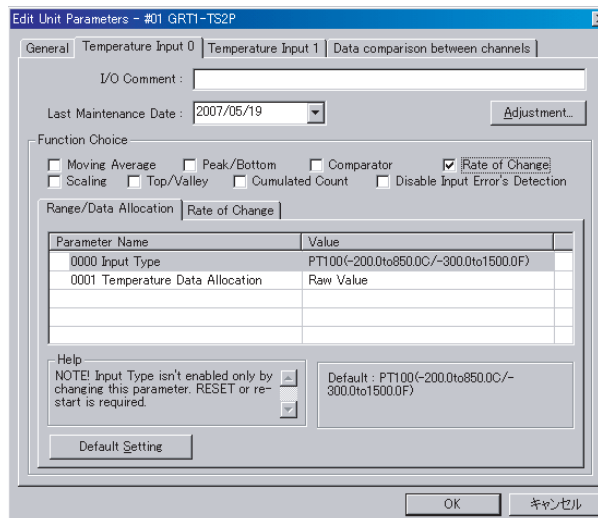 Edit Unit Parameters - #01 GRT1-TS2P
General Temperature Input 0 Temperature Input 1 Data comparison between channels
I/O Comment :
Last Maintenance Date : 2007/05/19 Adjustment...
Function Choice
Moving Average Peak/Bottom Comparator Rate of Change
Scaling Top/Valley Cumulated Count Disable Input Error's Detection
Range/Data Allocation Rate of Change
Parameter Name Value
0000 Input Type PT100(-200.0to850.0C/-300.0to1500.0F)
0001 Temperature Data Allocation Raw Value
Help
NOTE! Input Type isn't enabled only by
changing this parameter. RESET or re-
start is required.
Default : PT100(-200.0to850.0C/-
300.0to1500.0F)
Default Setting
OK キャンセル